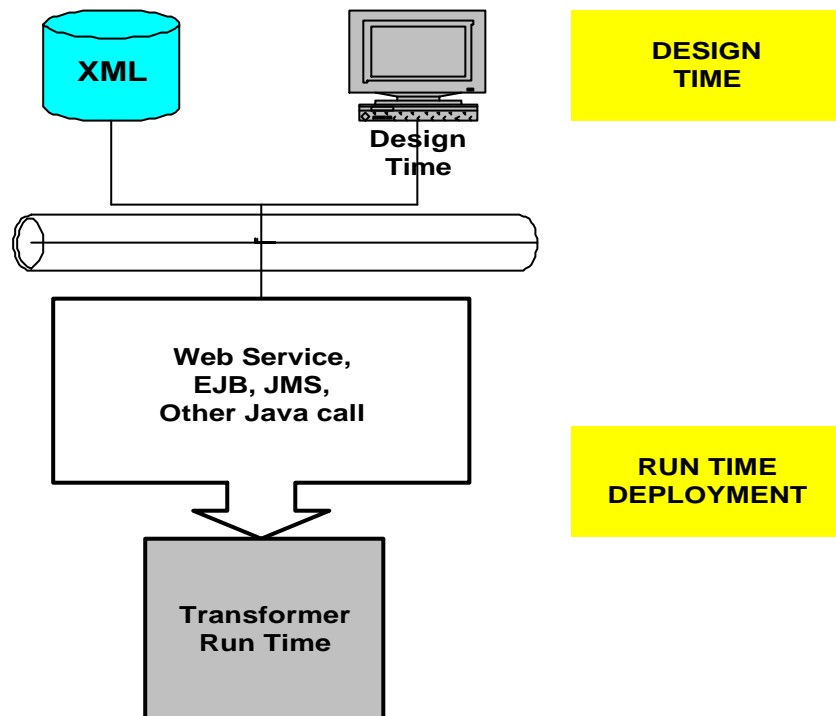 XML
DESIGN
TIME
Design
Time
Web Service,
EJB, JMS,
Other Java call
RUN TIME
DEPLOYMENT
Transformer
Run Time